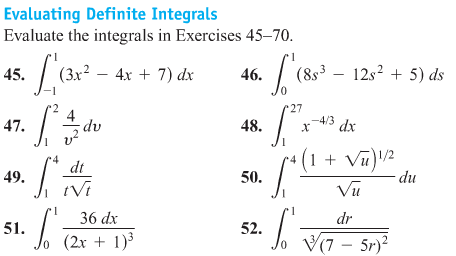 Evaluating Definite Integrals
Evaluate the integrals in Exercises 45–70.
45. ∫_{-1}^{1} (3x² − 4x + 7) dx 46. ∫_{0}^{1} (8s³ − 12s² + 5) ds
47. ∫_{1}^{2} 4/v² dv 48. ∫_{1}^{27} x^{−4/3} dx
49. ∫_{1}^{4} dt/(t√t) 50. ∫_{1}^{4} (1 + √u)^{1/2}/√u du
51. ∫_{0}^{1} 36 dx/(2x + 1)³ 52. ∫_{0}^{1} dr/∛(7 − 5r)²